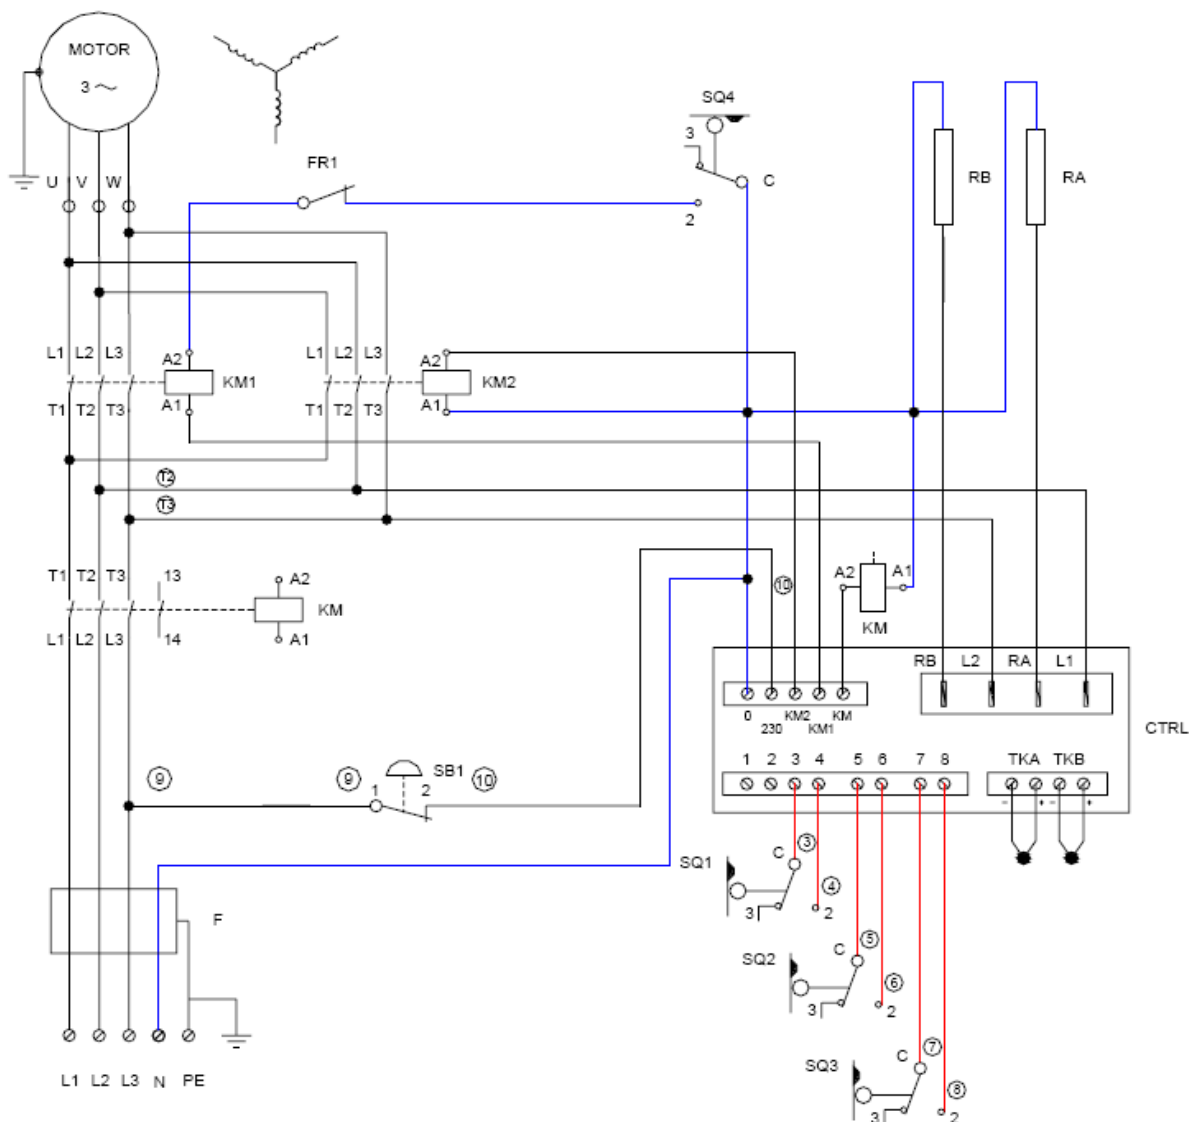 MOTOR
3
SQ4
3
FR1
C
RB
RA
U V W
2
L1 L2 L3
A2
KM1
A1
T1 T2 T3
L1 L2 L3
A2
KM2
A1
T1 T2 T3
T2
T3
T1 T2 T3 13
A2
KM
A1
L1 L2 L3 14
10
A2 A1
KM
RB L2 RA L1
0 230 KM2 KM1 KM
CTRL
1 2 3 4 5 6 7 8
TKA TKB
- + - +
9
9
SB1
1 2
10
SQ1
C
3
4
3
2
F
SQ2
C
5
6
3
2
SQ3
C
7
8
3
2
L1 L2 L3 N PE